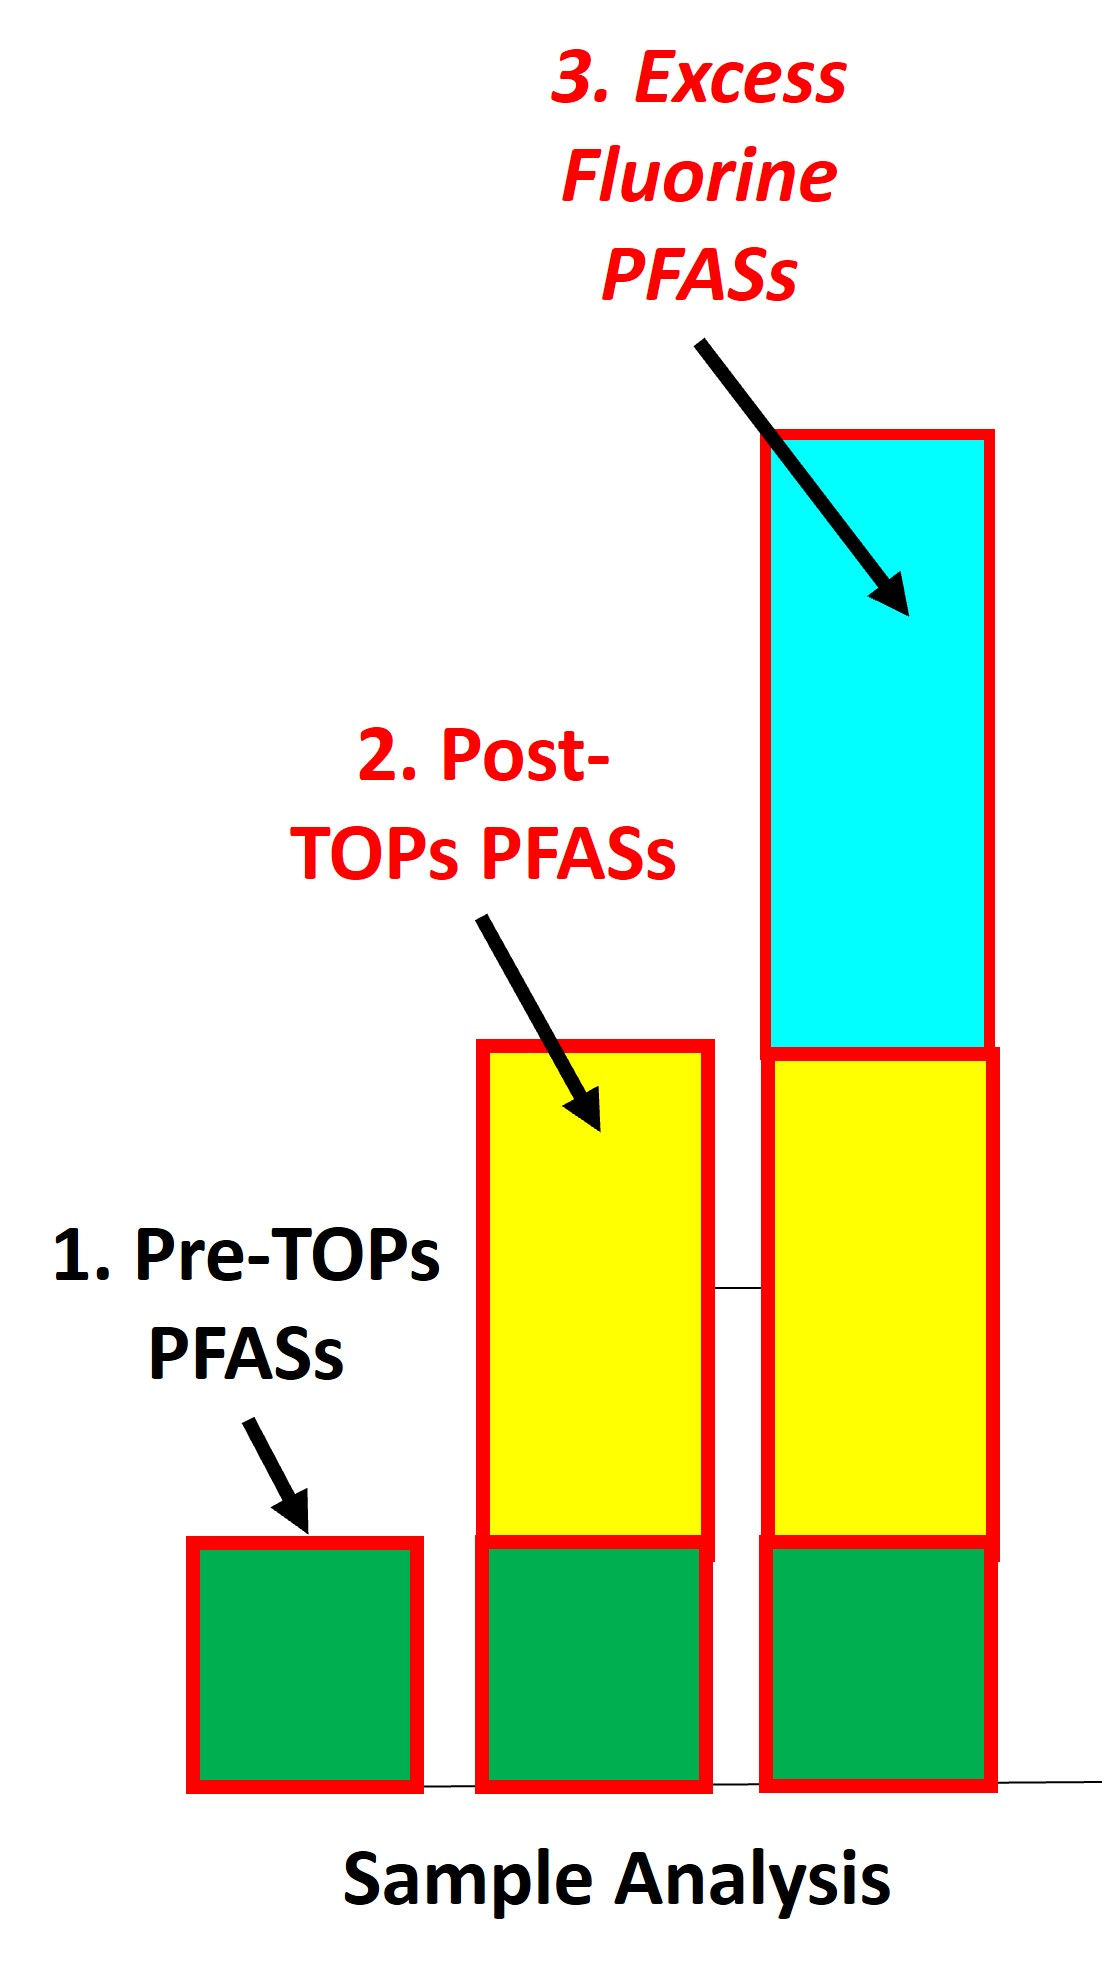 3. Excess
Fluorine
PFASs
2. Post-
TOPs PFASs
1. Pre-TOPs
PFASs
Sample Analysis